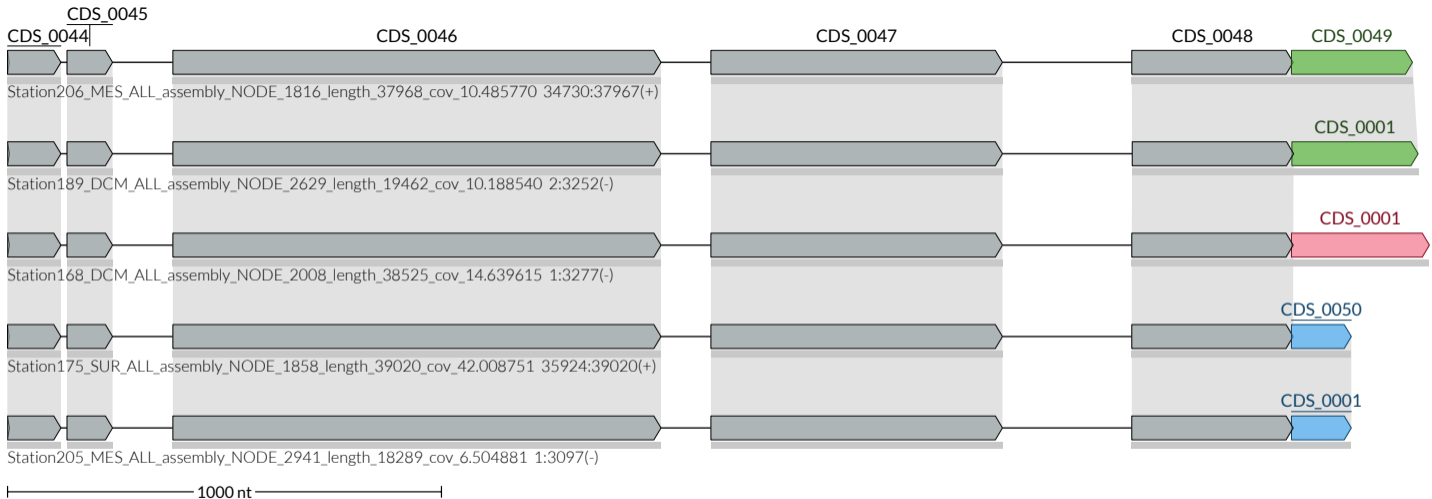 CDS_0045
CDS_0044 CDS_0046 CDS_0047 CDS_0048 CDS_0049
Station206_MES_ALL_assembly_NODE_1816_length_37968_cov_10.485770 34730:37967(+)
CDS_0001
Station189_DCM_ALL_assembly_NODE_2629_length_19462_cov_10.188540 2:3252(-)
CDS_0001
Station168_DCM_ALL_assembly_NODE_2008_length_38525_cov_14.639615 1:3277(-)
CDS_0050
Station175_SUR_ALL_assembly_NODE_1858_length_39020_cov_42.008751 35924:39020(+)
CDS_0001
Station205_MES_ALL_assembly_NODE_2941_length_18289_cov_6.504881 1:3097(-)
1000 nt